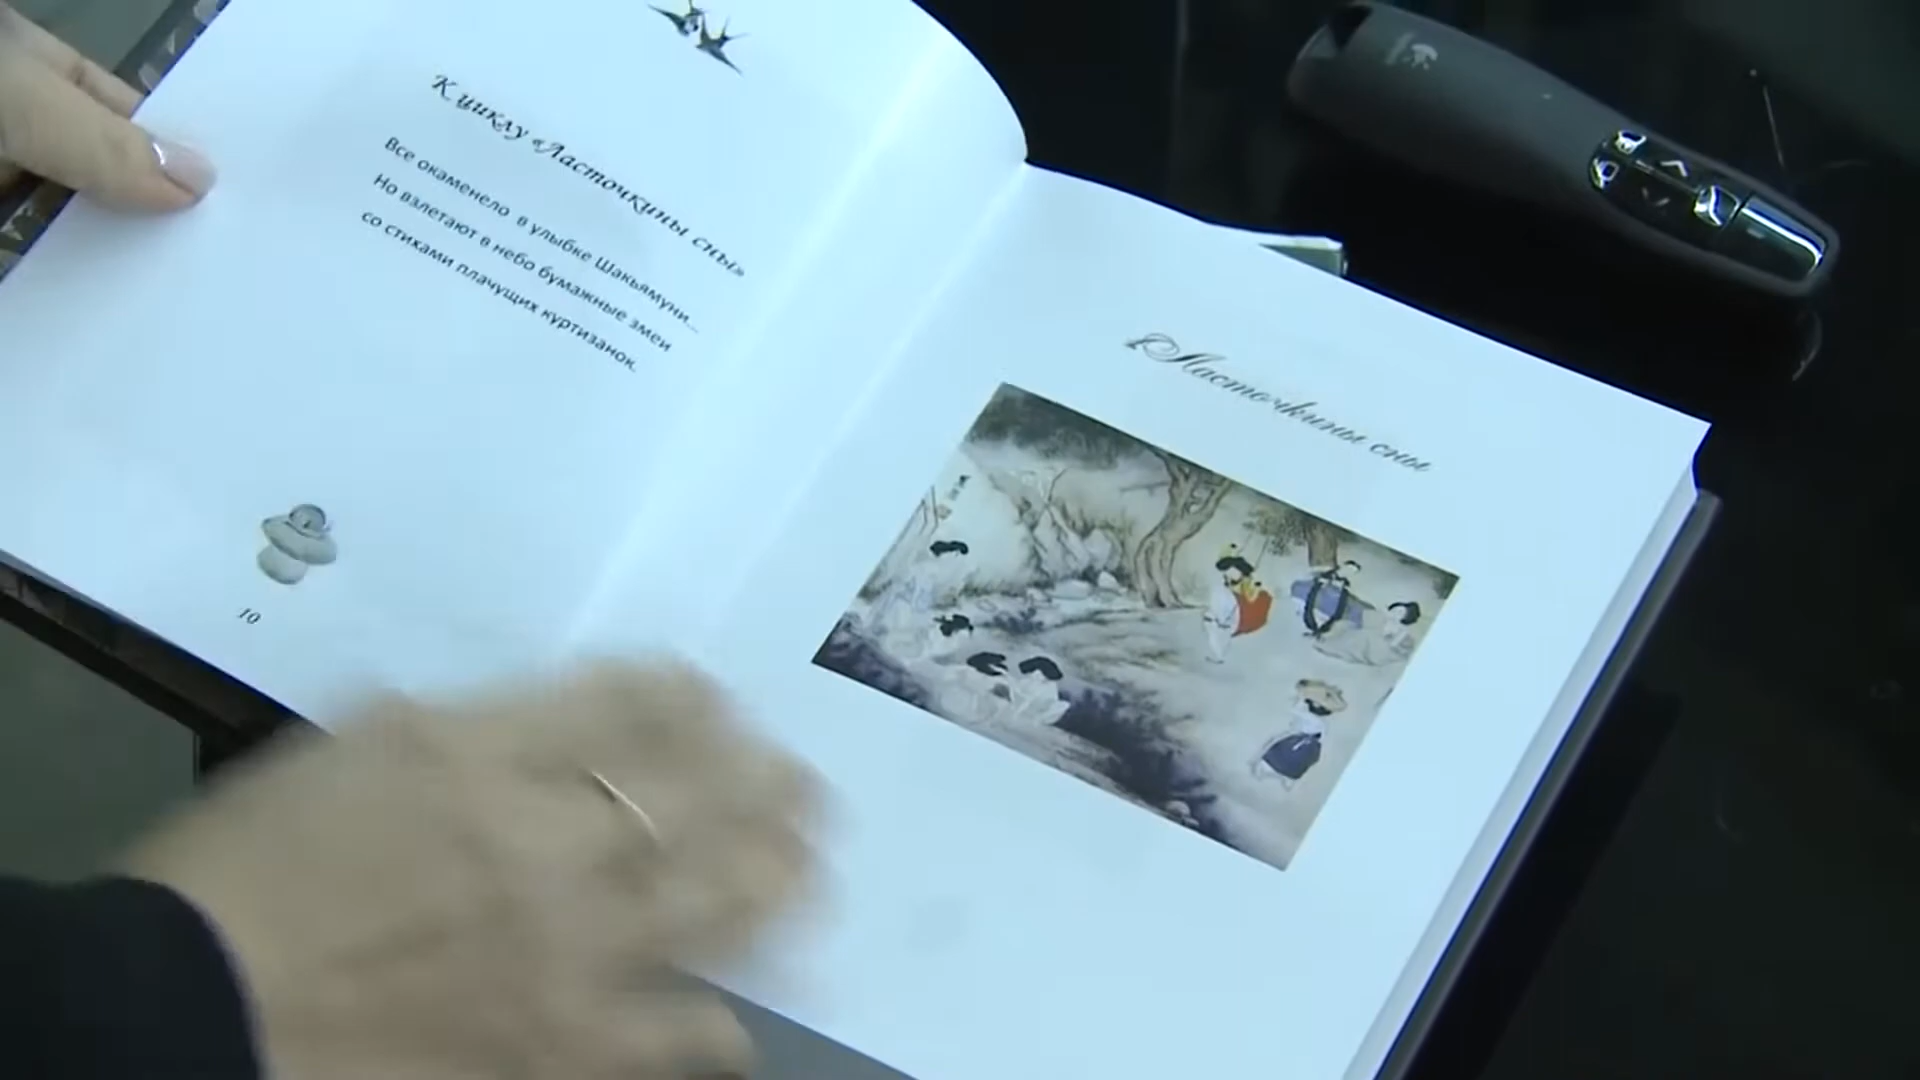 К циклу «Ласточкины сны»
Все окаменело в улыбке Шакьямуни...
Но взлетают в небо бумажные змеи
со стихами плачущих куртизанок.
10
Ласточкины сны